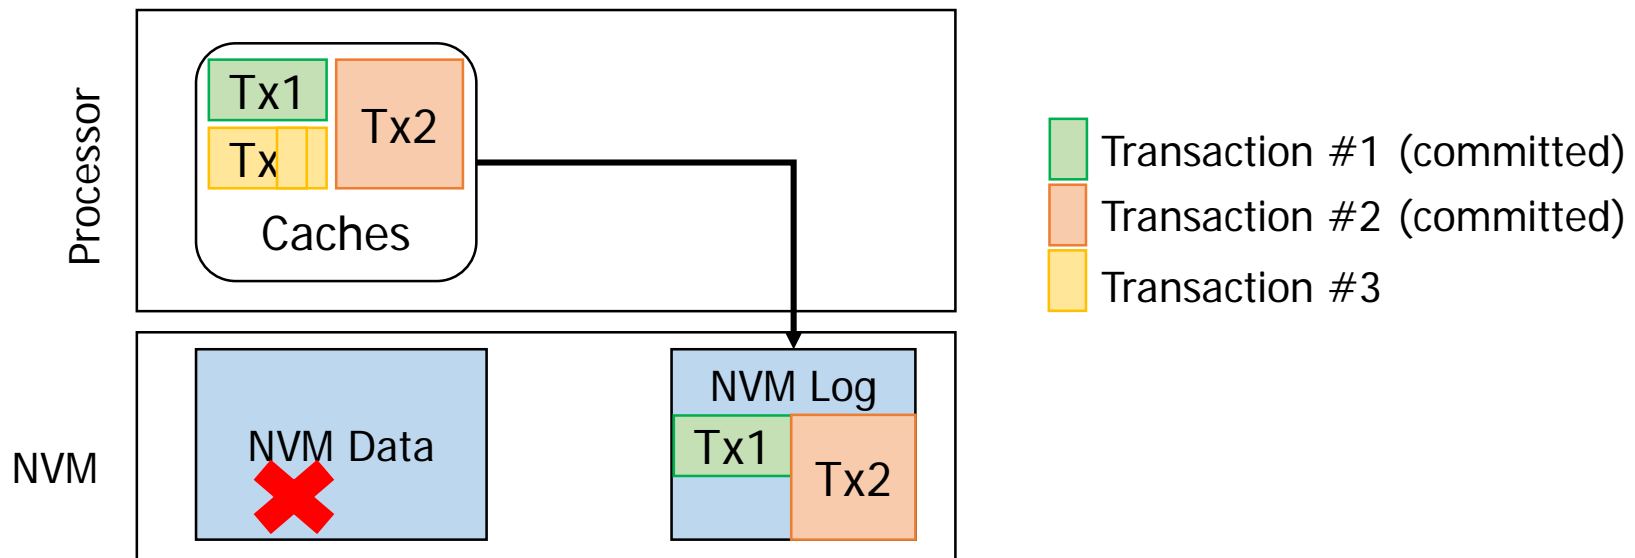 Processor
Tx1
Tx2
Tx
Caches
Transaction #1 (committed)
Transaction #2 (committed)
Transaction #3
NVM
NVM Data
NVM Log
Tx1
Tx2